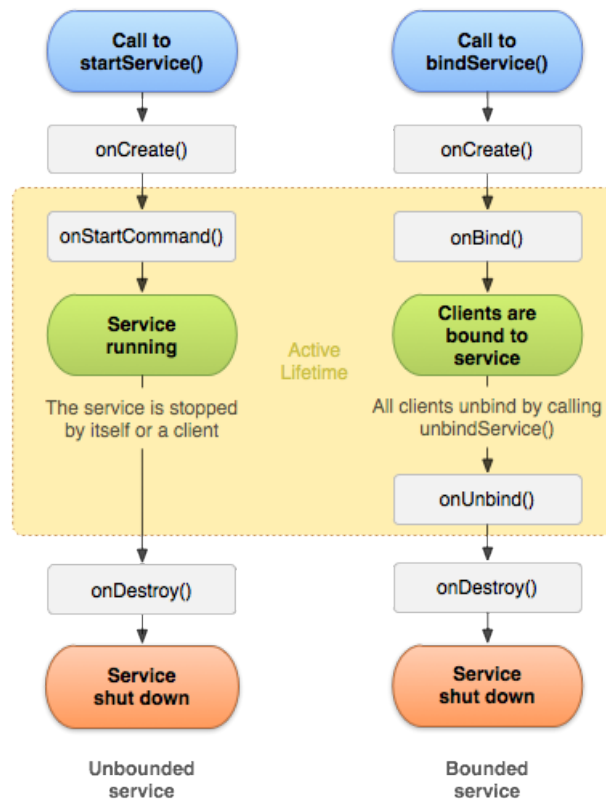 Call to
startService()
onCreate()
onStartCommand()
Service
running
The service is stopped
by itself or a client
onDestroy()
Service
shut down
Unbounded
service
Active
Lifetime
Call to
bindService()
onCreate()
onBind()
Clients are
bound to
service
All clients unbind by calling
unbindService()
onUnbind()
onDestroy()
Service
shut down
Bounded
service